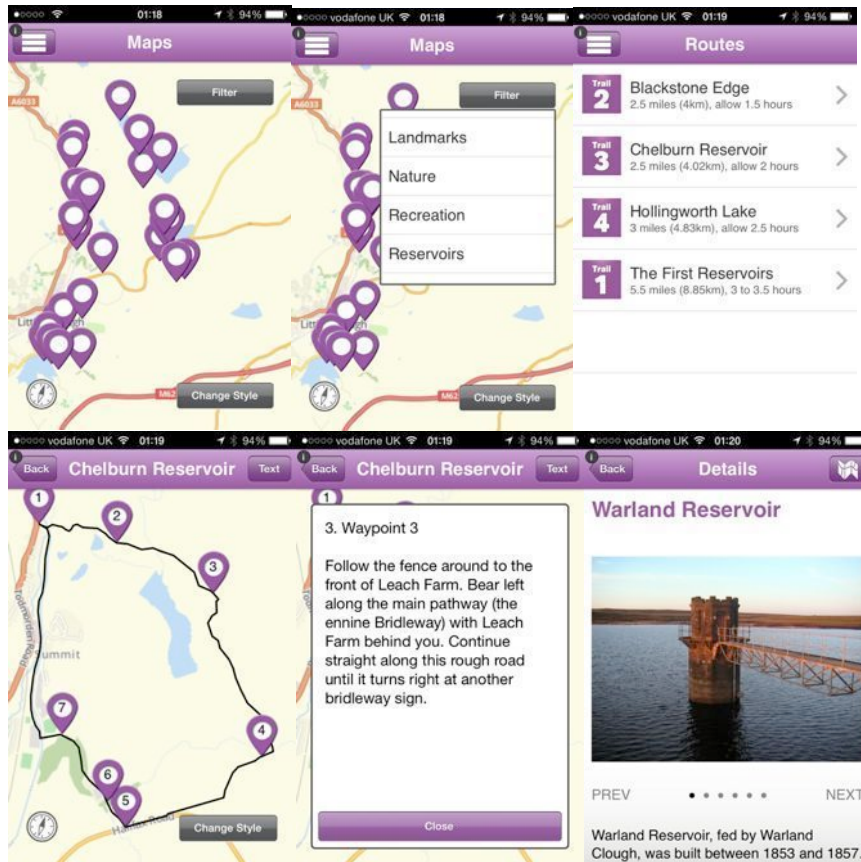 01:18
94%
Maps
Filter
A6033
M62
Change Style
vodafone UK
01:18
94%
Maps
Filter
Landmarks
Nature
Recreation
Reservoirs
M62
Change Style
vodafone UK
01:19
94%
Routes
Trail
2
Blackstone Edge
2.5 miles (4km), allow 1.5 hours
Trail
3
Chelburn Reservoir
2.5 miles (4.02km), allow 2 hours
Trail
4
Hollingworth Lake
3 miles (4.83km), allow 2.5 hours
Trail
1
The First Reservoirs
5.5 miles (8.85km), 3 to 3.5 hours
vodafone UK
01:19
94%
Back
Chelburn Reservoir
Text
1
2
3
Todmorden Road
Summit
7
4
6
5
Halifax Road
Change Style
vodafone UK
01:19
94%
Back
Chelburn Reservoir
Text
1
3. Waypoint 3
Follow the fence around to the
front of Leach Farm. Bear left
along the main pathway (the
ennine Bridleway) with Leach
Farm behind you. Continue
straight along this rough road
until it turns right at another
bridleway sign.
Close
vodafone UK
01:20
94%
Back
Details
Warland Reservoir
PREV
NEXT
Warland Reservoir, fed by Warland
Clough, was built between 1853 and 1857.